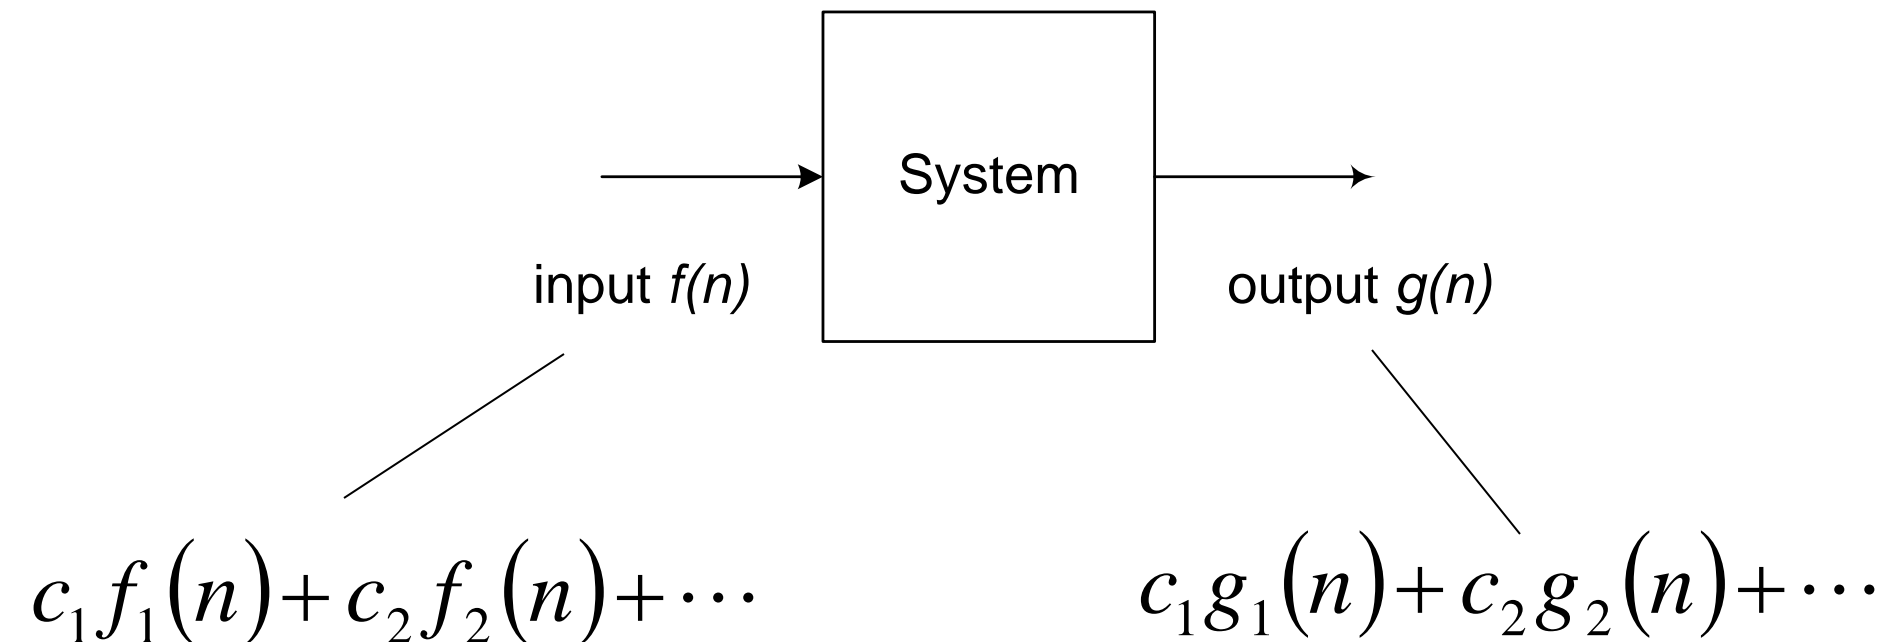 System
input f(n)
output g(n)
c₁f₁(n)+c₂f₂(n)+⋯
c₁g₁(n)+c₂g₂(n)+⋯